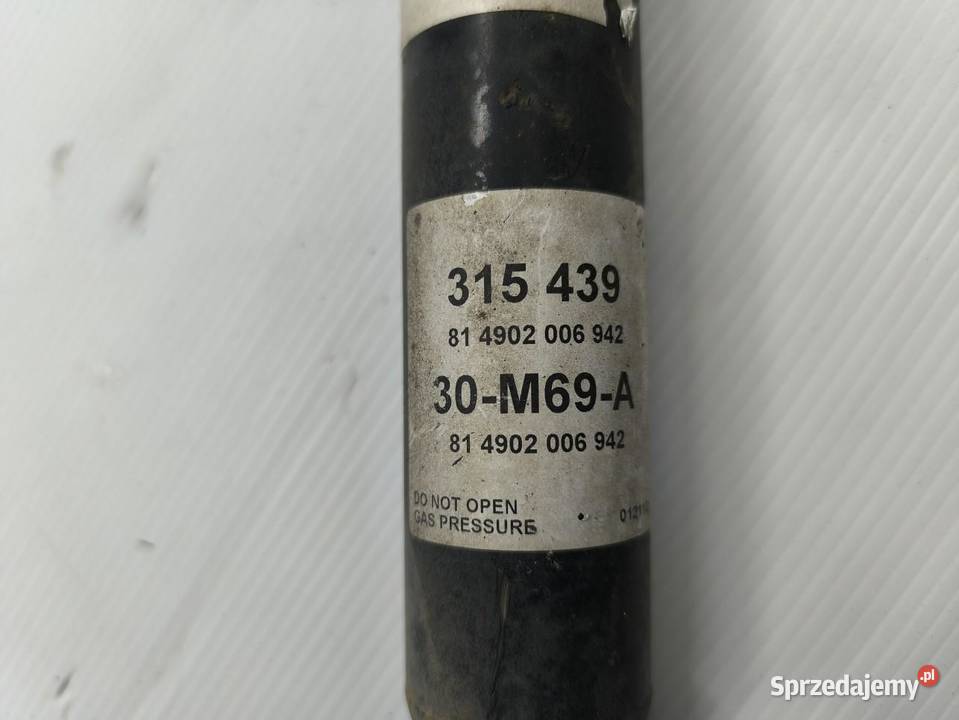 315 439
81 4902 006 942
30-M69-A
81 4902 006 942
DO NOT OPEN
GAS PRESSURE
Sprzedajemy.pl